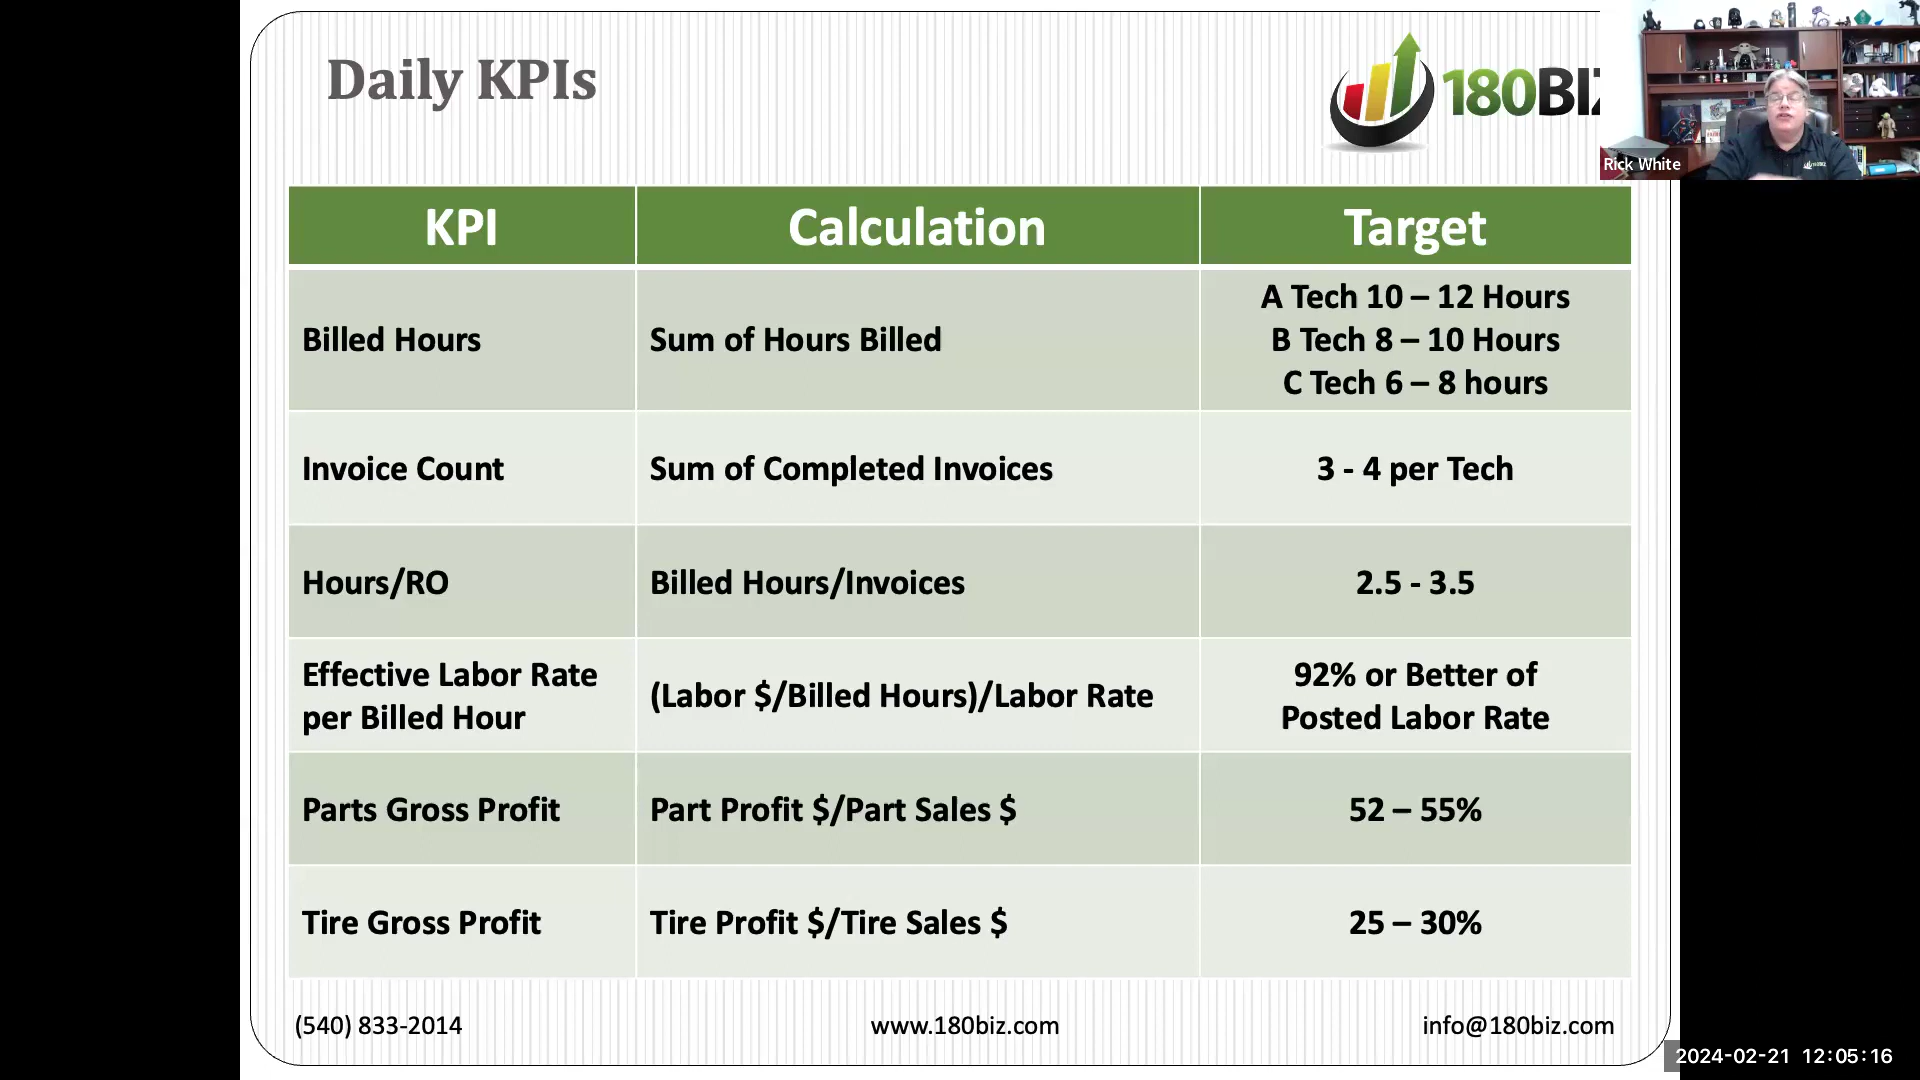 Daily KPIs
180BIZ
Rick White
KPI
Calculation
Target
Billed Hours
Sum of Hours Billed
A Tech 10 – 12 Hours
B Tech 8 – 10 Hours
C Tech 6 – 8 hours
Invoice Count
Sum of Completed Invoices
3 - 4 per Tech
Hours/RO
Billed Hours/Invoices
2.5 - 3.5
Effective Labor Rate
per Billed Hour
(Labor $/Billed Hours)/Labor Rate
92% or Better of
Posted Labor Rate
Parts Gross Profit
Part Profit $/Part Sales $
52 – 55%
Tire Gross Profit
Tire Profit $/Tire Sales $
25 – 30%
(540) 833-2014
www.180biz.com
info@180biz.com
2024-02-21 12:05:16